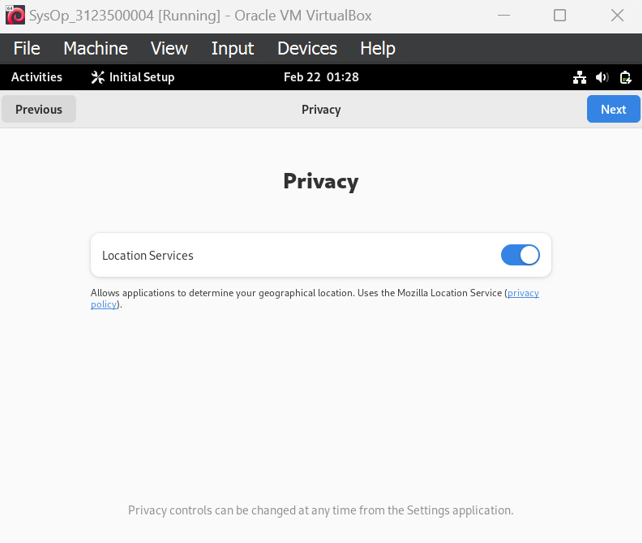 SysOp_3123500004 [Running] - Oracle VM VirtualBox
File Machine View Input Devices Help
Activities Initial Setup Feb 22 01:28
Previous Privacy Next
Privacy
Location Services
Allows applications to determine your geographical location. Uses the Mozilla Location Service (privacy
policy).
Privacy controls can be changed at any time from the Settings application.